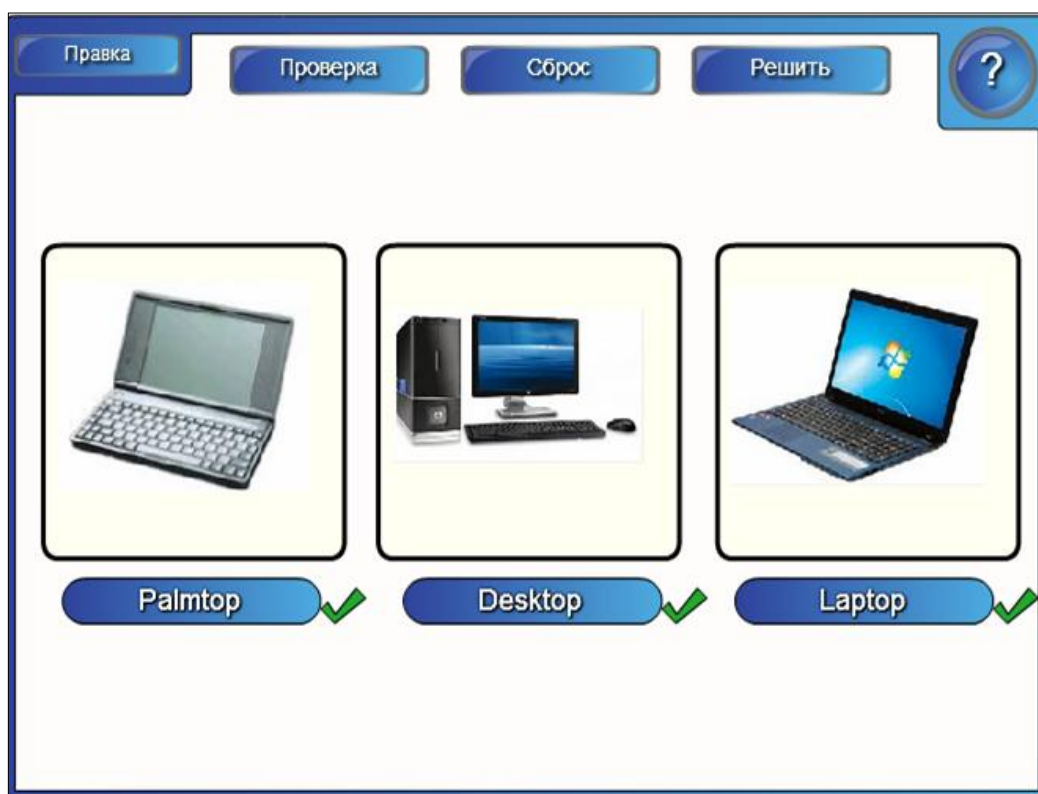 Правка
Проверка
Сброс
Решить
?
Palmtop
Desktop
Laptop